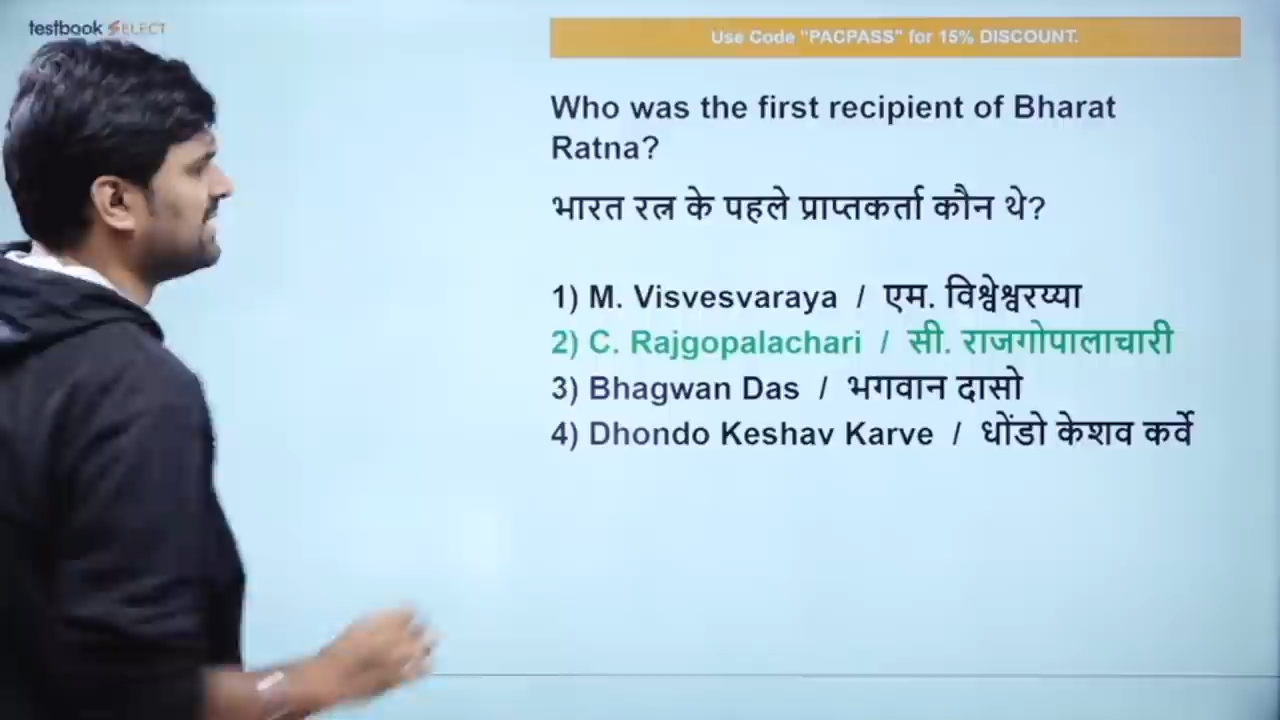 testbook SELECT
Use Code "PACPASS" for 15% DISCOUNT.
Who was the first recipient of Bharat
Ratna?
भारत रत्न के पहले प्राप्तकर्ता कौन थे?
1) M. Visvesvaraya / एम. विश्वेश्वरय्या
2) C. Rajgopalachari / सी. राजगोपालाचारी
3) Bhagwan Das / भगवान दासो
4) Dhondo Keshav Karve / धोंडो केशव कर्वे